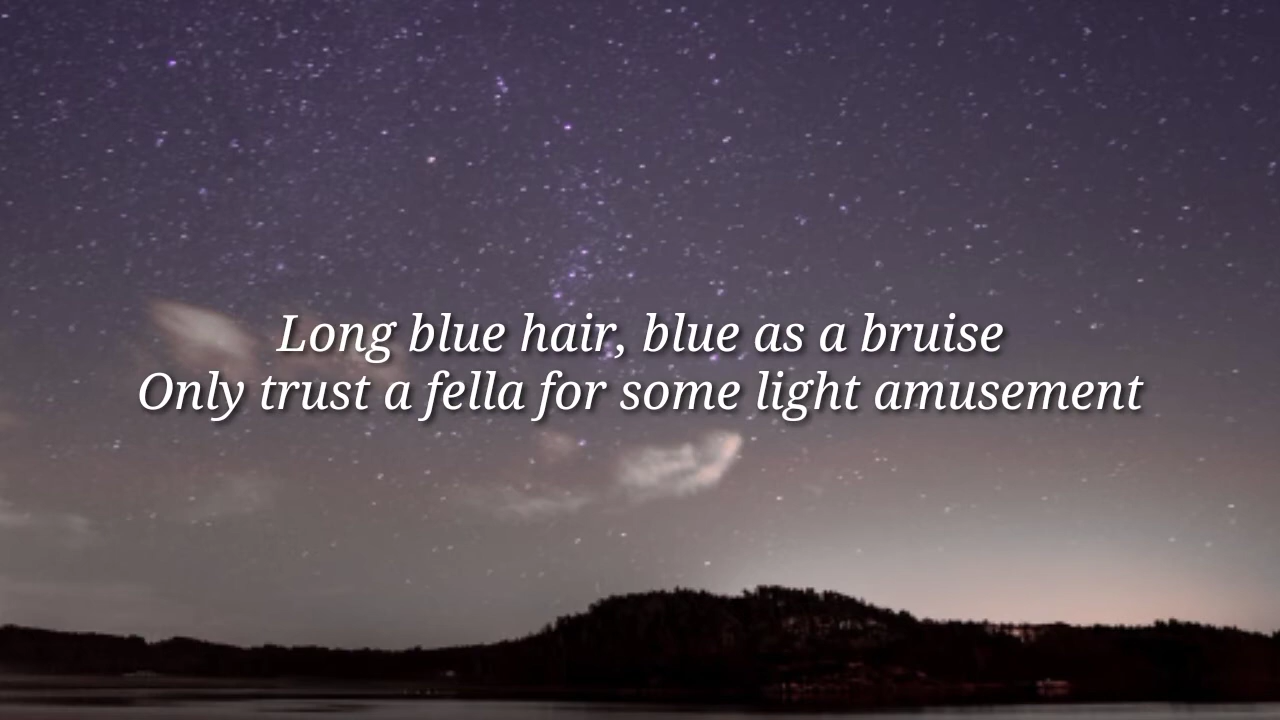 Long blue hair, blue as a bruise
Only trust a fella for some light amusement